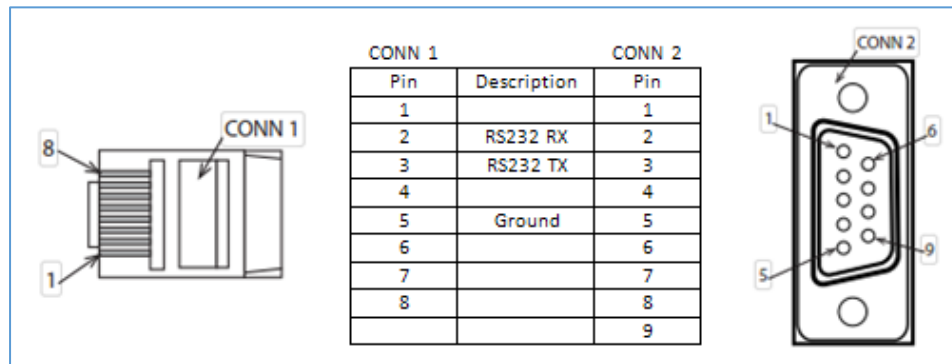 8
1
CONN 1
CONN 1 CONN 2
Pin Description Pin
1 1
2 RS232 RX 2
3 RS232 TX 3
4 4
5 Ground 5
6 6
7 7
8 8
9
CONN 2
1
6
5
9